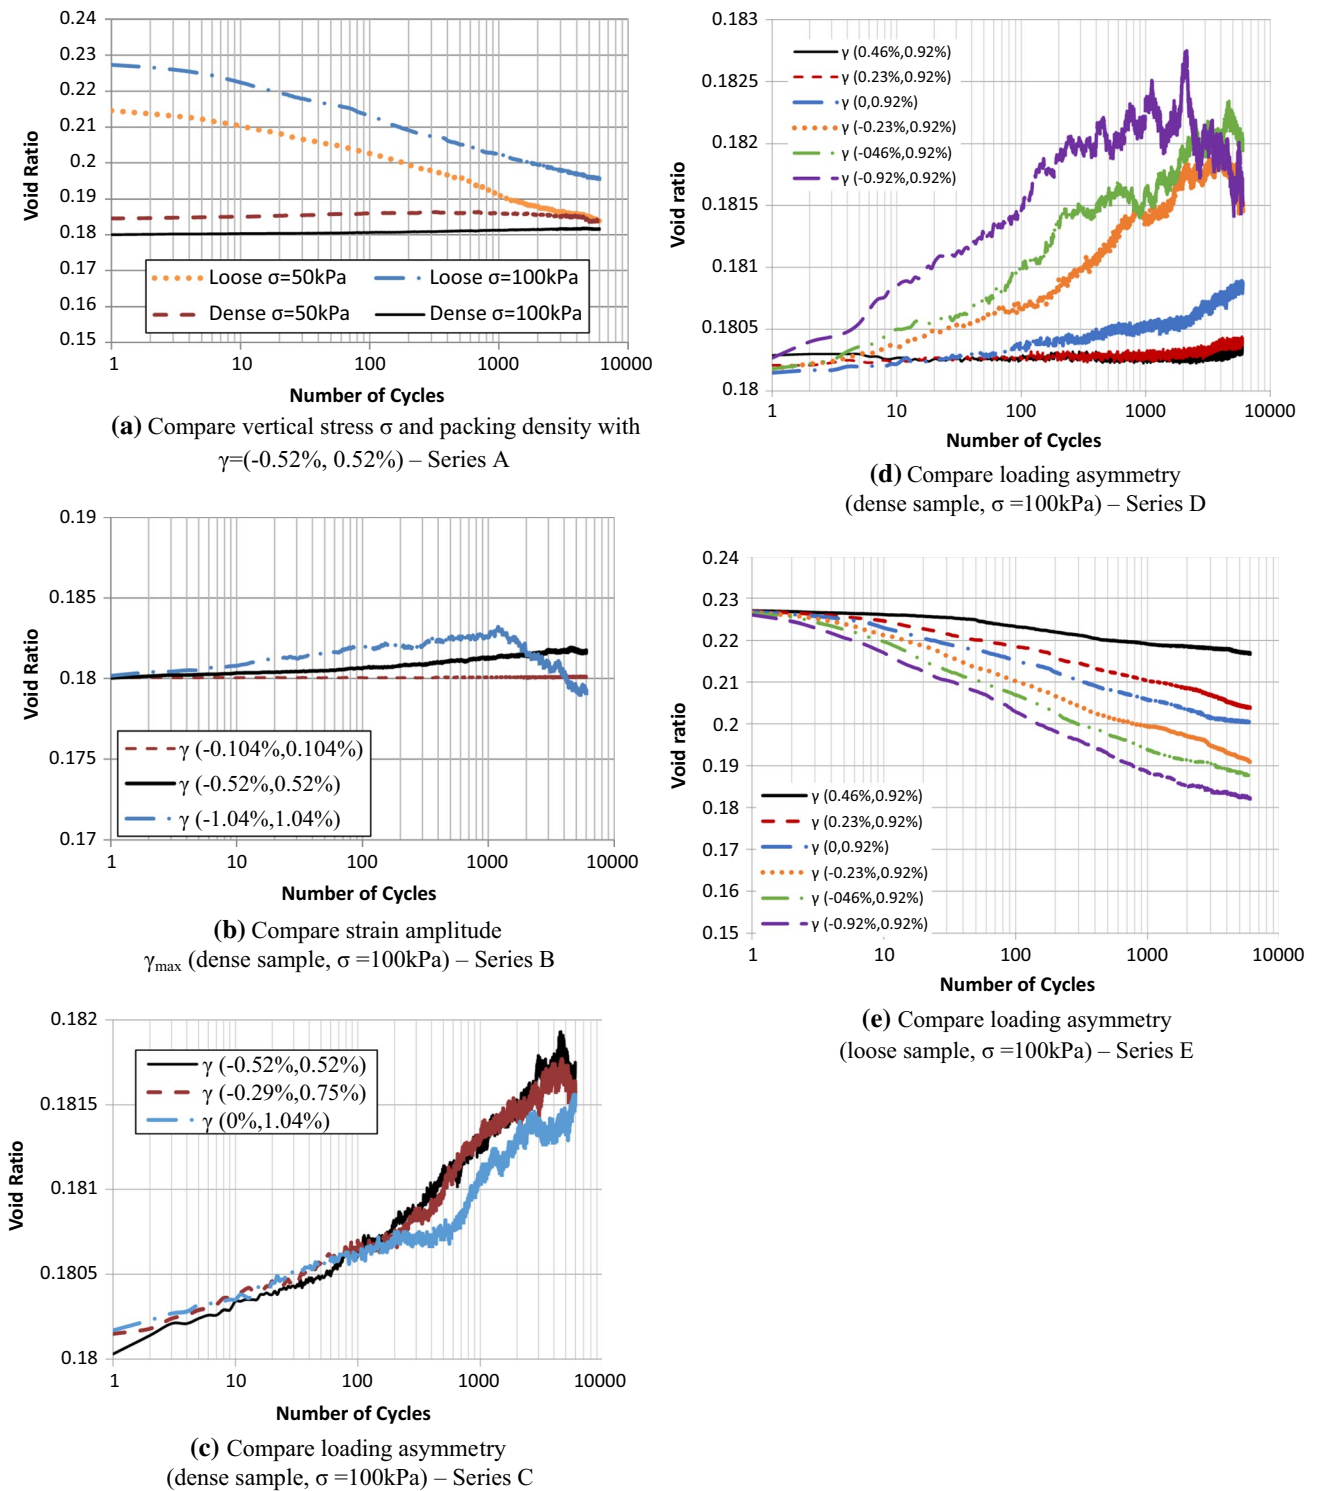 0.24
0.23
0.22
0.21
0.2
0.19
0.18
0.17
0.16
0.15
Void Ratio
Loose σ=50kPa
Loose σ=100kPa
Dense σ=50kPa
Dense σ=100kPa
1
10
100
1000
10000
Number of Cycles
(a) Compare vertical stress σ and packing density with
γ=(-0.52%, 0.52%) – Series A
0.19
0.185
0.18
0.175
0.17
Void Ratio
γ (-0.104%,0.104%)
γ (-0.52%,0.52%)
γ (-1.04%,1.04%)
1
10
100
1000
10000
Number of Cycles
(b) Compare strain amplitude
γmax (dense sample, σ =100kPa) – Series B
0.182
0.1815
0.181
0.1805
0.18
Void Ratio
γ (-0.52%,0.52%)
γ (-0.29%,0.75%)
γ (0%,1.04%)
1
10
100
1000
10000
Number of Cycles
(c) Compare loading asymmetry
(dense sample, σ =100kPa) – Series C
0.183
0.1825
0.182
0.1815
0.181
0.1805
0.18
Void ratio
γ (0.46%,0.92%)
γ (0.23%,0.92%)
γ (0,0.92%)
γ (-0.23%,0.92%)
γ (-046%,0.92%)
γ (-0.92%,0.92%)
1
10
100
1000
10000
Number of Cycles
(d) Compare loading asymmetry
(dense sample, σ =100kPa) – Series D
0.24
0.23
0.22
0.21
0.2
0.19
0.18
0.17
0.16
0.15
Void ratio
γ (0.46%,0.92%)
γ (0.23%,0.92%)
γ (0,0.92%)
γ (-0.23%,0.92%)
γ (-046%,0.92%)
γ (-0.92%,0.92%)
1
10
100
1000
10000
Number of Cycles
(e) Compare loading asymmetry
(loose sample, σ =100kPa) – Series E